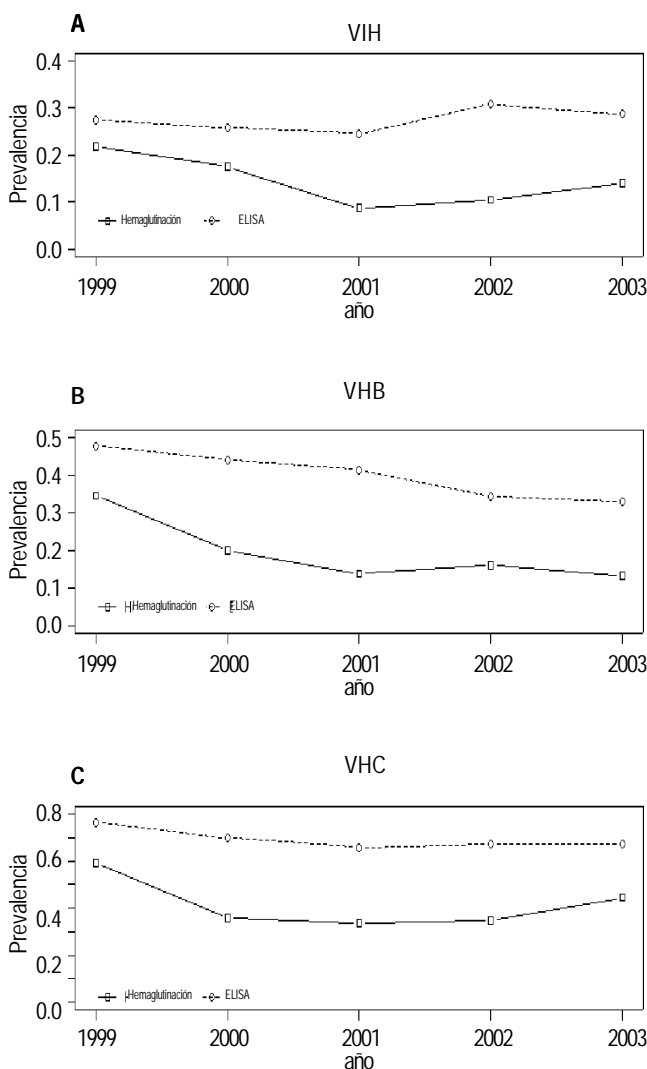 A
VIH
0.4
0.3
0.2
0.1
0.0
Prevalencia
Hemaglutinación ELISA
1999 2000 2001 2002 2003
año
B
VHB
0.5
0.4
0.3
0.2
0.1
0.0
Prevalencia
Hemaglutinación ELISA
1999 2000 2001 2002 2003
año
C
VHC
0.8
0.6
0.4
0.2
0.0
Prevalencia
Hemaglutinación ELISA
1999 2000 2001 2002 2003
año